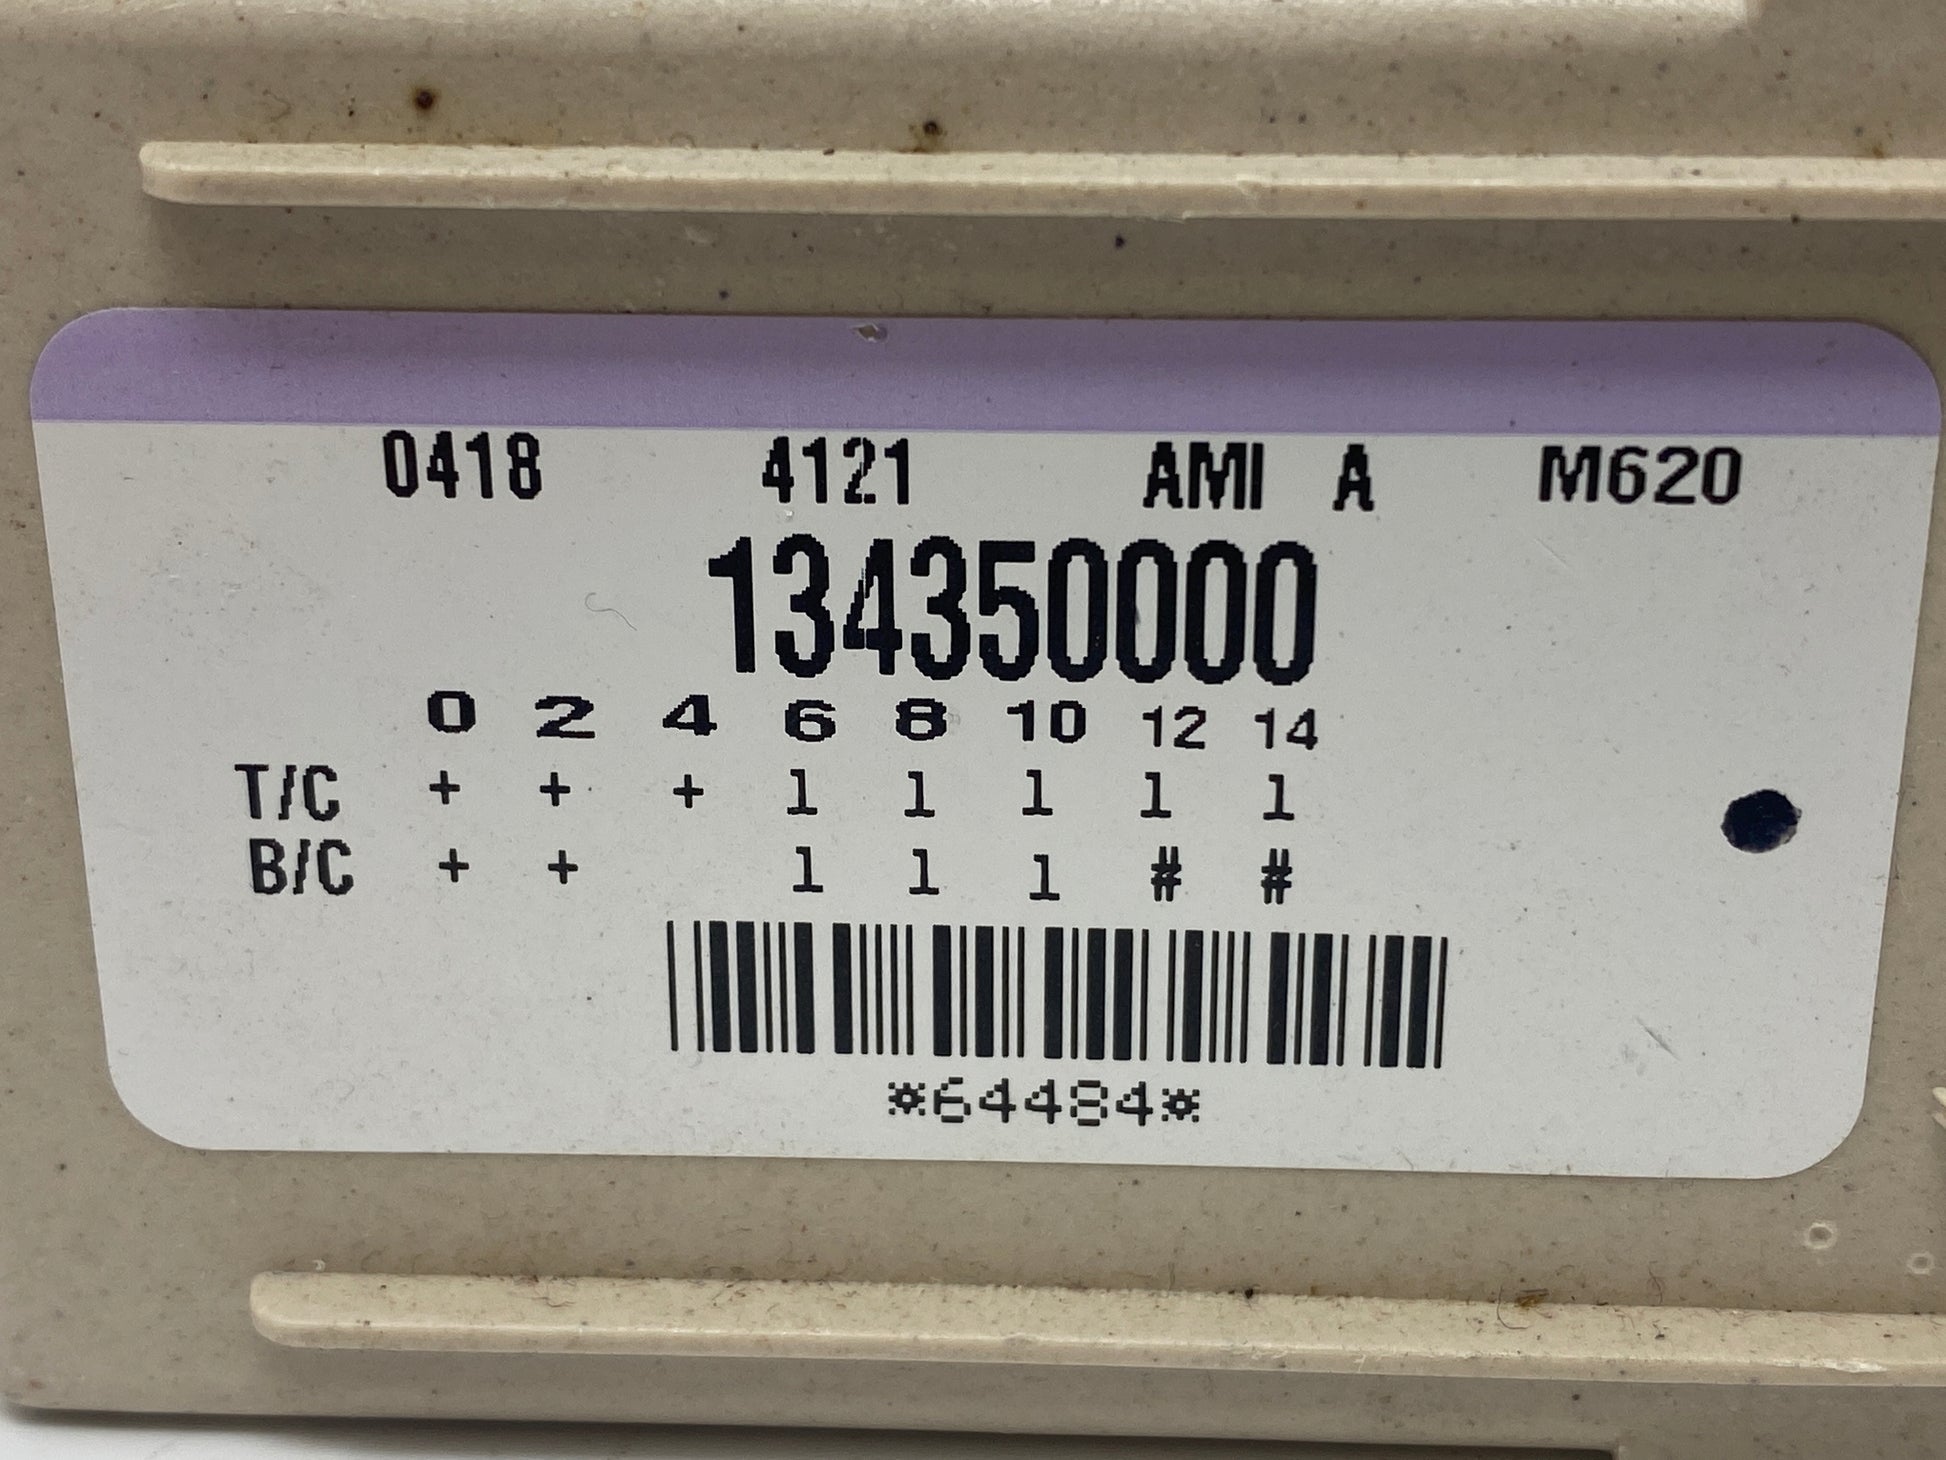 0418 4121 AMI A M620
134350000
0 2 4 6 8 10 12 14
T/C + + + 1 1 1 1 1
B/C + + 1 1 1 # #
*64484*